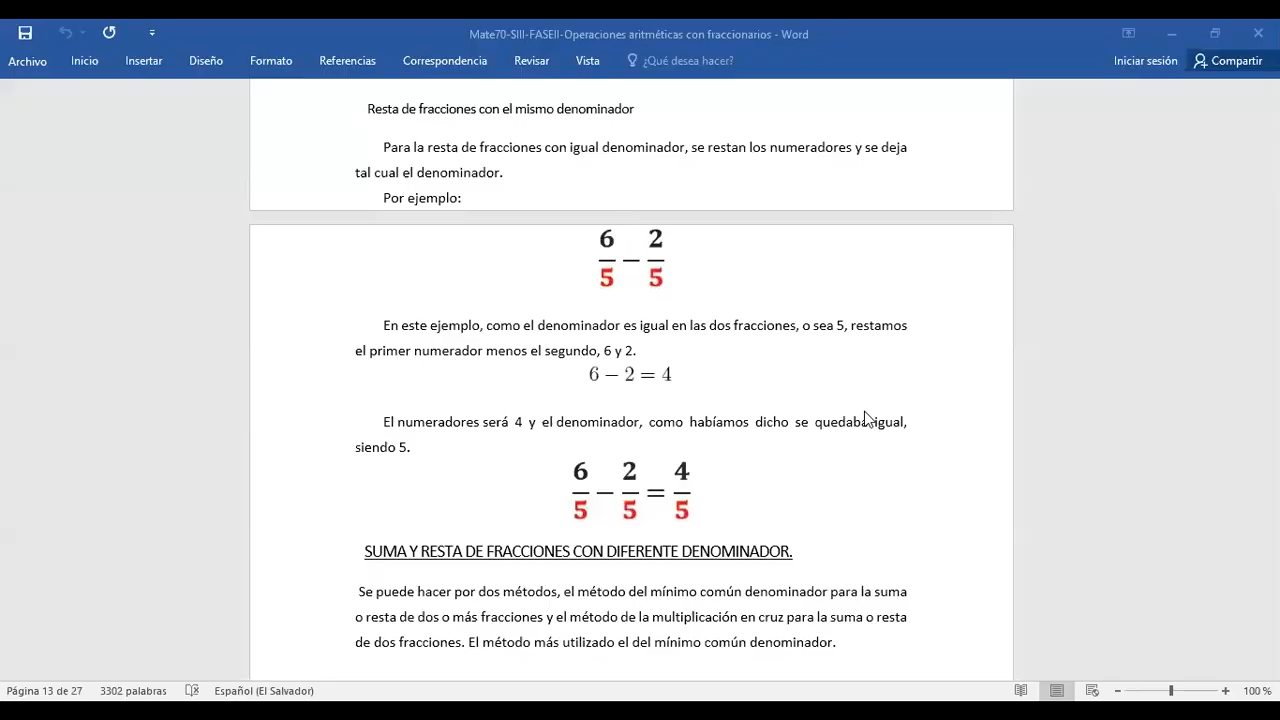 Mate70-SIII-FASEII-Operaciones aritméticas con fraccionarios - Word
Archivo Inicio Insertar Diseño Formato Referencias Correspondencia Revisar Vista ¿Qué desea hacer? Iniciar sesión Compartir
Resta de fracciones con el mismo denominador
Para la resta de fracciones con igual denominador, se restan los numeradores y se deja
tal cual el denominador.
Por ejemplo:
6/5 − 2/5
En este ejemplo, como el denominador es igual en las dos fracciones, o sea 5, restamos
el primer numerador menos el segundo, 6 y 2.
6 − 2 = 4
El numeradores será 4 y el denominador, como habíamos dicho se quedaba igual,
siendo 5.
6/5 − 2/5 = 4/5
SUMA Y RESTA DE FRACCIONES CON DIFERENTE DENOMINADOR.
Se puede hacer por dos métodos, el método del mínimo común denominador para la suma
o resta de dos o más fracciones y el método de la multiplicación en cruz para la suma o resta
de dos fracciones. El método más utilizado el del mínimo común denominador.
Página 13 de 27 3302 palabras Español (El Salvador) 100 %